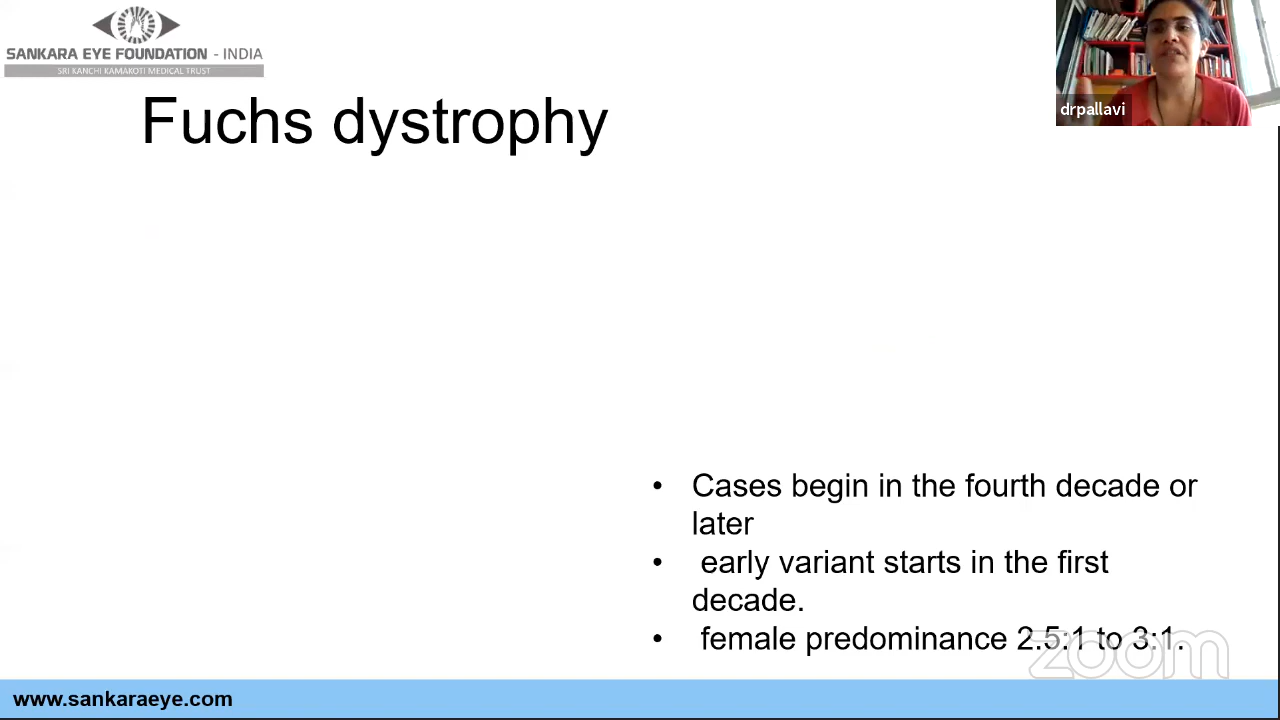 SANKARA EYE FOUNDATION - INDIA
SRI KANCHI KAMAKOTI MEDICAL TRUST
drpallavi
Fuchs dystrophy
• Cases begin in the fourth decade or
later
• early variant starts in the first
decade.
• female predominance 2.5:1 to 3:1.
zoom
www.sankaraeye.com